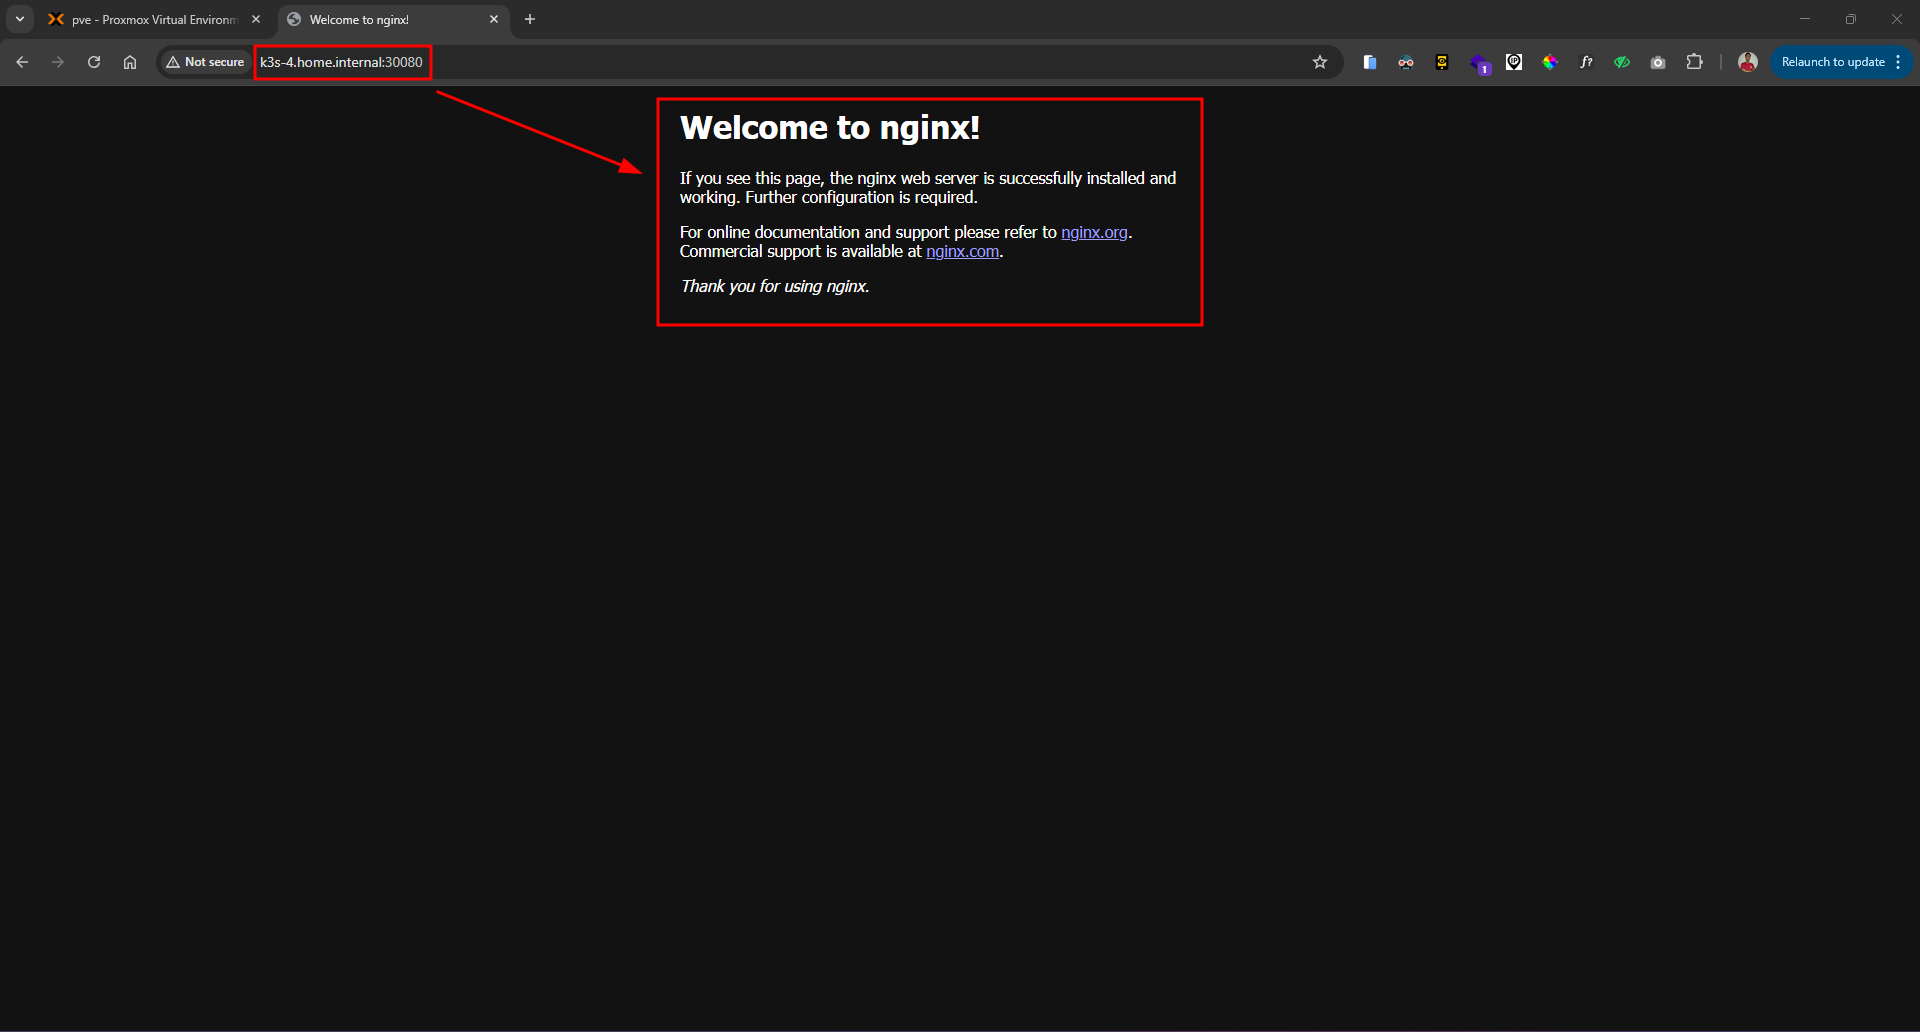 pve - Proxmox Virtual Environm
Welcome to nginx!
Not secure
k3s-4.home.internal:30080
f?
1
IP
Relaunch to update
Welcome to nginx!
If you see this page, the nginx web server is successfully installed and
working. Further configuration is required.
For online documentation and support please refer to nginx.org.
Commercial support is available at nginx.com.
Thank you for using nginx.